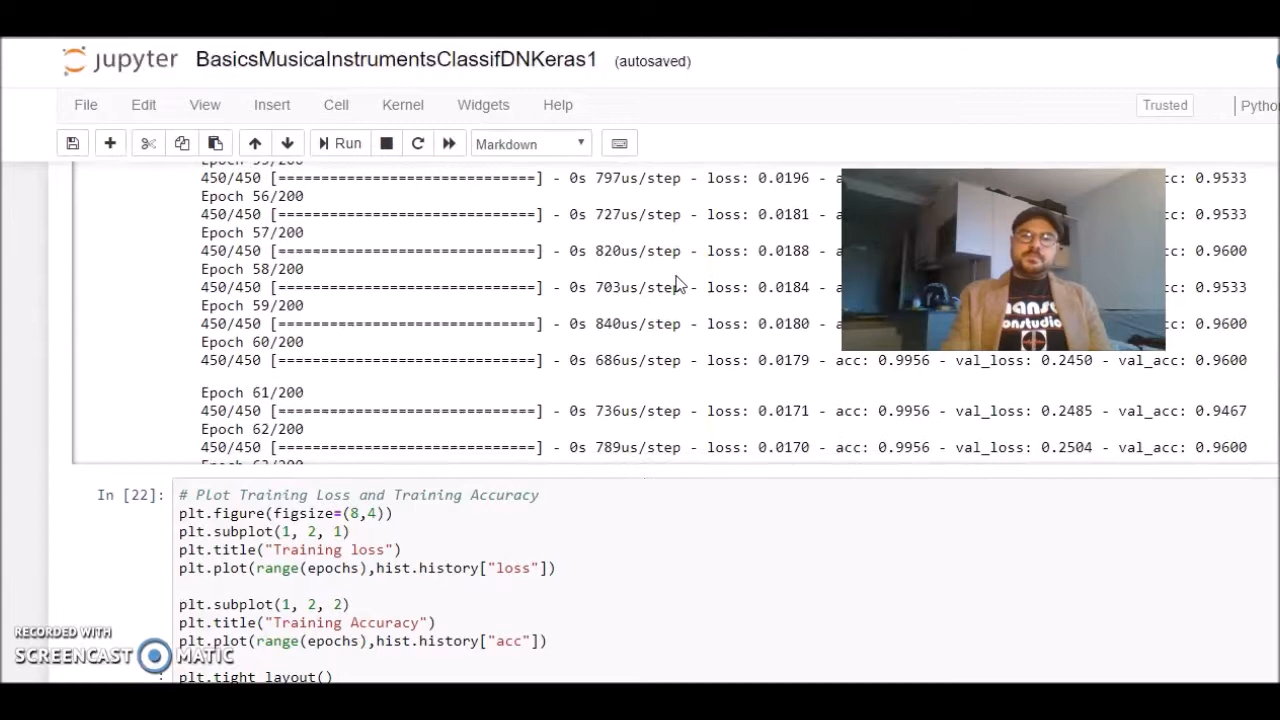 jupyter BasicsMusicaInstrumentsClassifDNKeras1 (autosaved)
File Edit View Insert Cell Kernel Widgets Help Trusted Python
Run Markdown
450/450 [==============================] - 0s 797us/step - loss: 0.0196 - acc: 0.9533
Epoch 56/200
450/450 [==============================] - 0s 727us/step - loss: 0.0181 - acc: 0.9533
Epoch 57/200
450/450 [==============================] - 0s 820us/step - loss: 0.0188 - acc: 0.9600
Epoch 58/200
450/450 [==============================] - 0s 703us/step - loss: 0.0184 - acc: 0.9533
Epoch 59/200
450/450 [==============================] - 0s 840us/step - loss: 0.0180 - acc: 0.9600
Epoch 60/200
450/450 [==============================] - 0s 686us/step - loss: 0.0179 - acc: 0.9956 - val_loss: 0.2450 - val_acc: 0.9600
Epoch 61/200
450/450 [==============================] - 0s 736us/step - loss: 0.0171 - acc: 0.9956 - val_loss: 0.2485 - val_acc: 0.9467
Epoch 62/200
450/450 [==============================] - 0s 789us/step - loss: 0.0170 - acc: 0.9956 - val_loss: 0.2504 - val_acc: 0.9600
In [22]: # Plot Training Loss and Training Accuracy
plt.figure(figsize=(8,4))
plt.subplot(1, 2, 1)
plt.title("Training loss")
plt.plot(range(epochs),hist.history["loss"])
plt.subplot(1, 2, 2)
plt.title("Training Accuracy")
plt.plot(range(epochs),hist.history["acc"])
plt.tight_layout()
RECORDED WITH
SCREENCAST MATIC